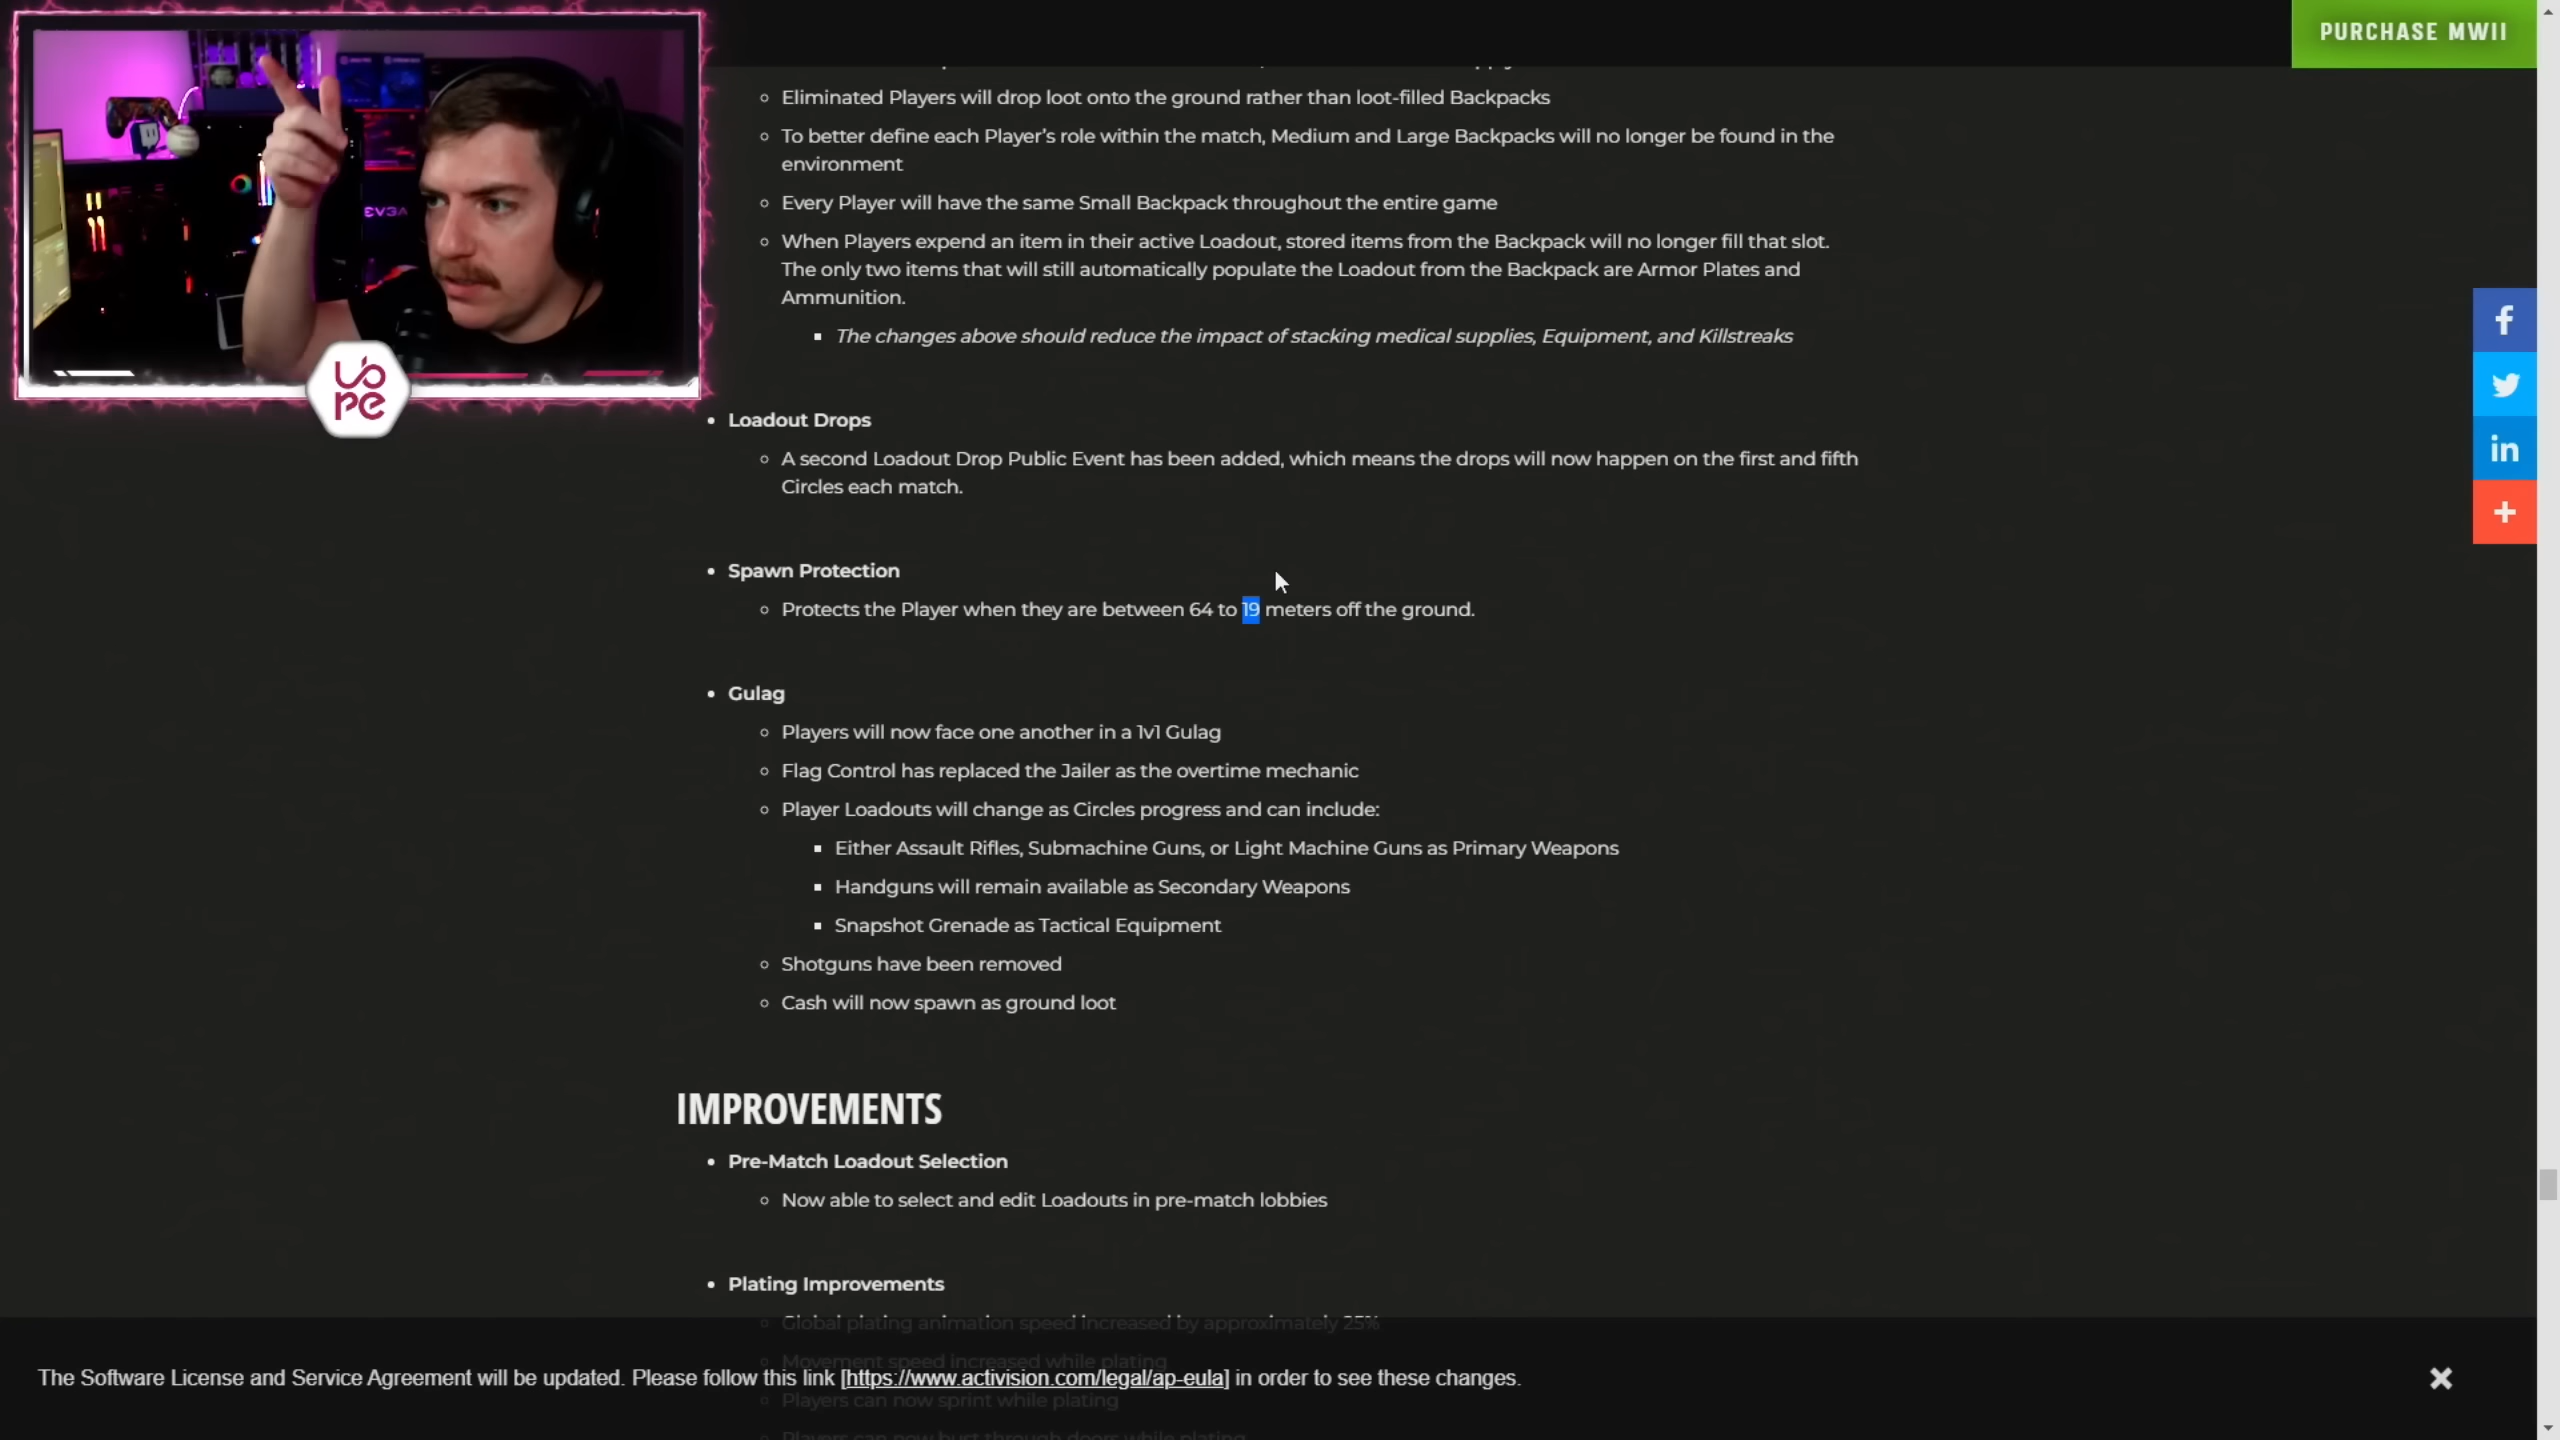 PURCHASE MWII
Eliminated Players will drop loot onto the ground rather than loot-filled Backpacks
To better define each Player's role within the match, Medium and Large Backpacks will no longer be found in the
environment
Every Player will have the same Small Backpack throughout the entire game
When Players expend an item in their active Loadout, stored items from the Backpack will no longer fill that slot.
The only two items that will still automatically populate the Loadout from the Backpack are Armor Plates and
Ammunition.
The changes above should reduce the impact of stacking medical supplies, Equipment, and Killstreaks
EVGA
Loadout Drops
A second Loadout Drop Public Event has been added, which means the drops will now happen on the first and fifth
Circles each match.
Spawn Protection
Protects the Player when they are between 64 to 19 meters off the ground.
Gulag
Players will now face one another in a 1v1 Gulag
Flag Control has replaced the Jailer as the overtime mechanic
Player Loadouts will change as Circles progress and can include:
Either Assault Rifles, Submachine Guns, or Light Machine Guns as Primary Weapons
Handguns will remain available as Secondary Weapons
Snapshot Grenade as Tactical Equipment
Shotguns have been removed
Cash will now spawn as ground loot
IMPROVEMENTS
Pre-Match Loadout Selection
Now able to select and edit Loadouts in pre-match lobbies
Plating Improvements
Global plating animation speed increased by approximately 25%
Movement speed increased while plating
The Software License and Service Agreement will be updated. Please follow this link [https://www.activision.com/legal/ap-eula] in order to see these changes.
Players can now sprint while plating
Players can now bust through doors while plating